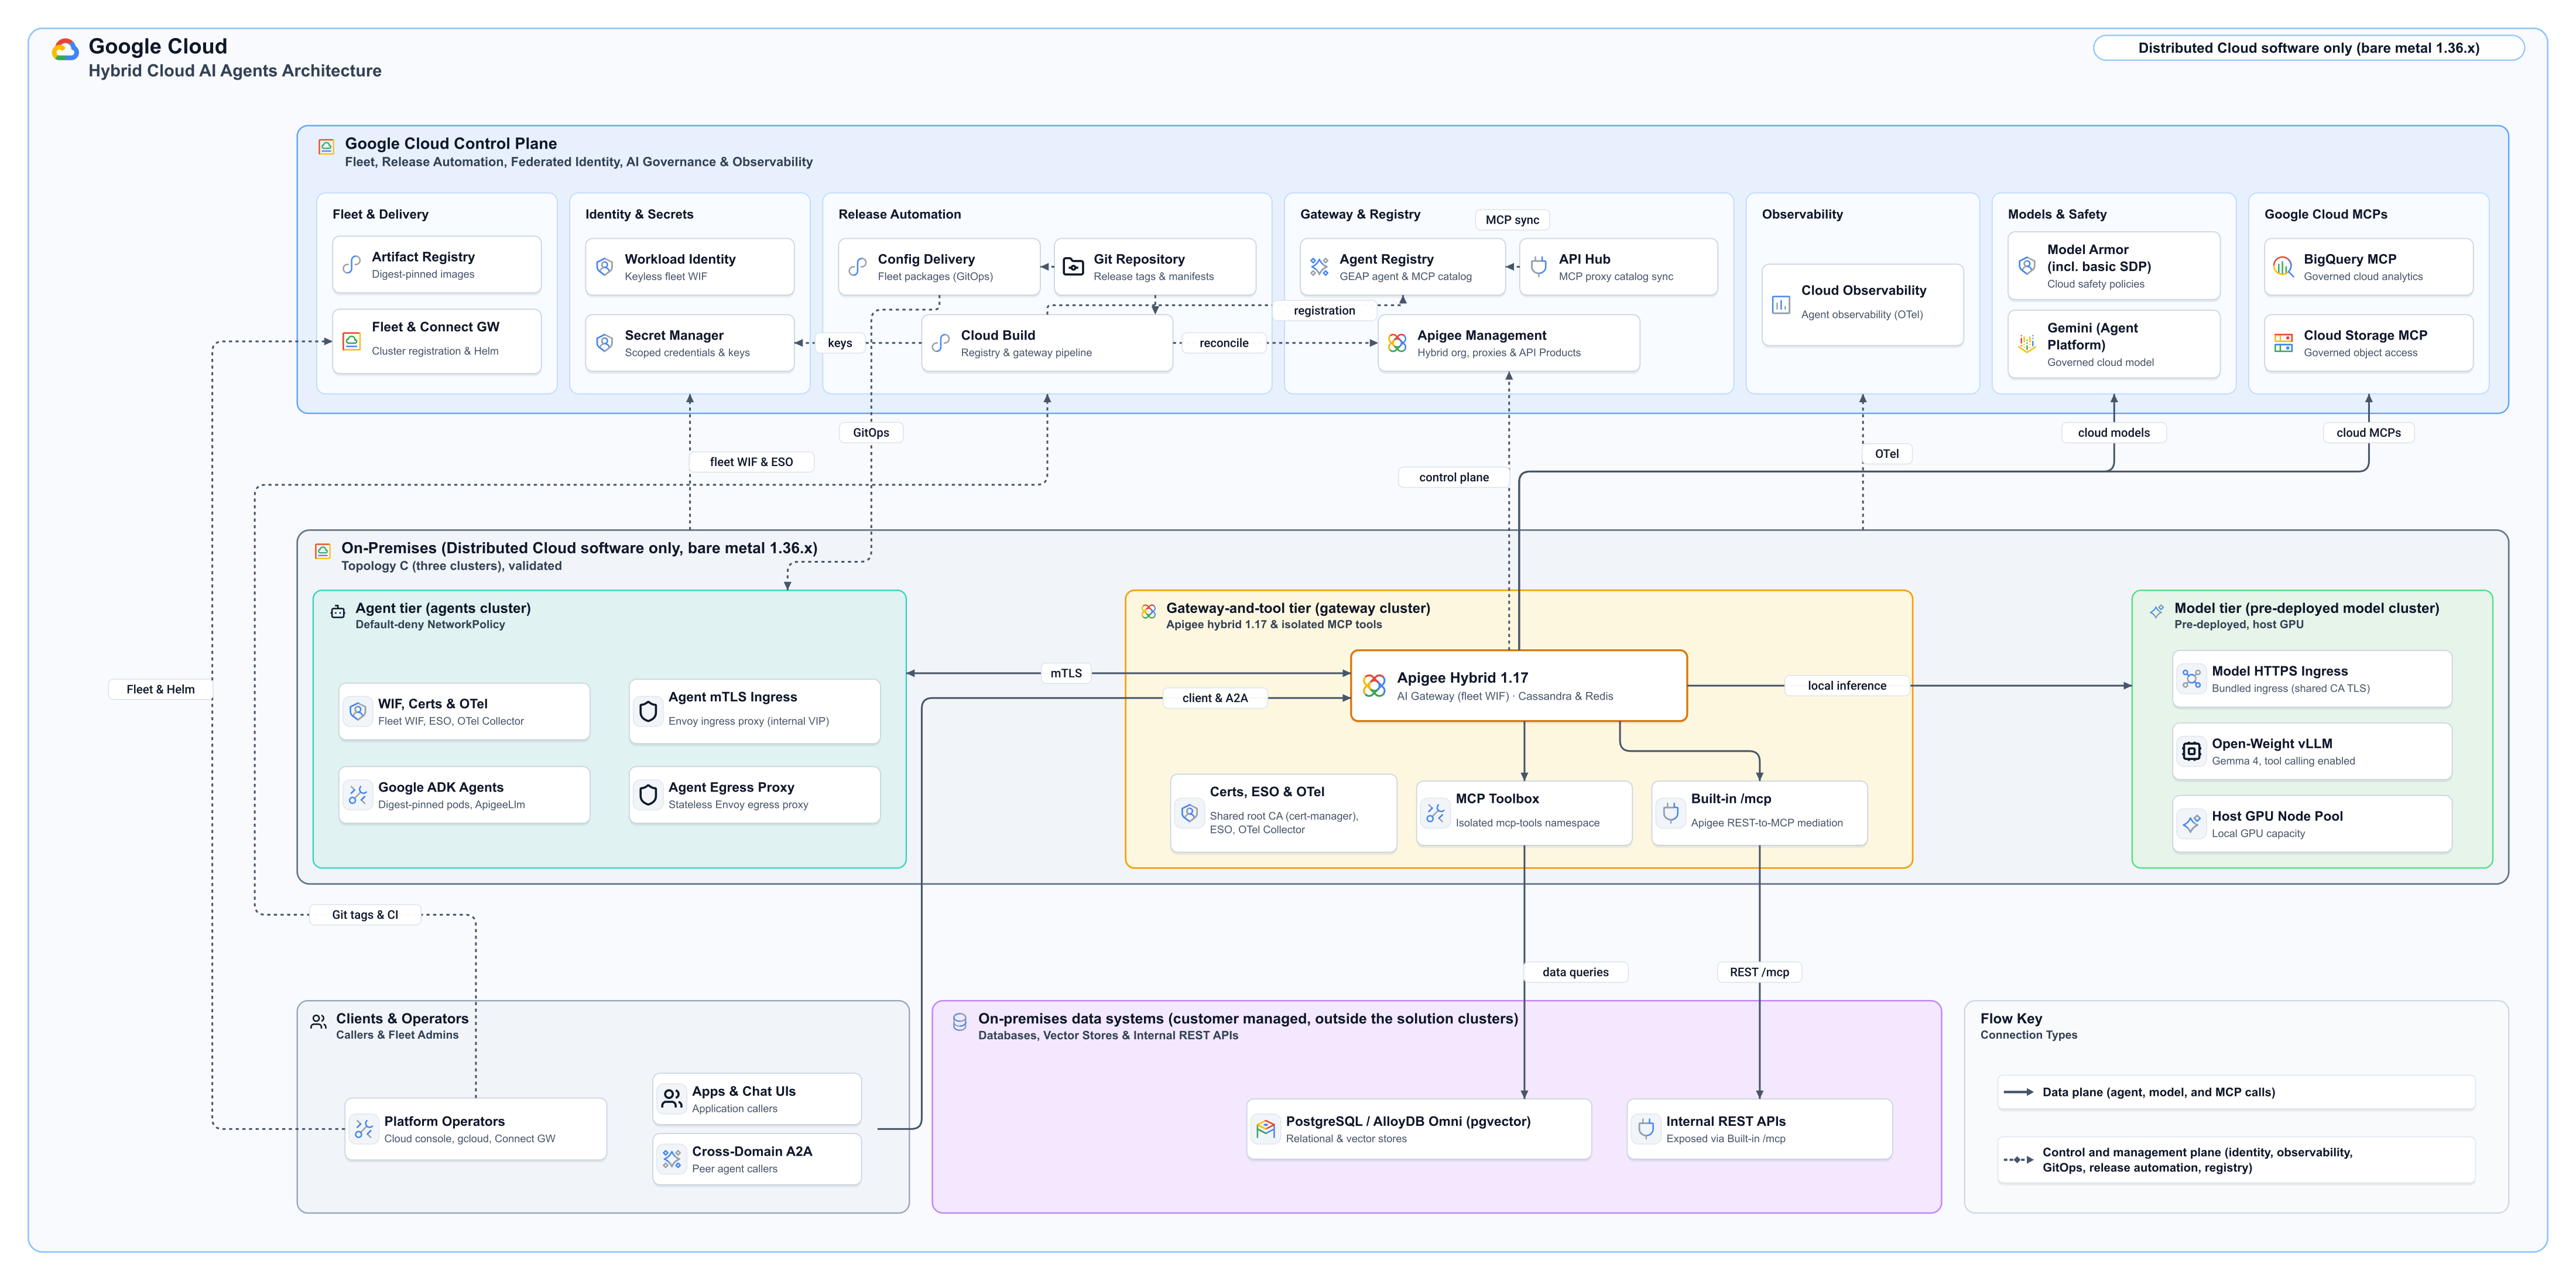 Google Cloud
Hybrid Cloud AI Agents Architecture
Distributed Cloud software only (bare metal 1.36.x)
Google Cloud Control Plane
Fleet, Release Automation, Federated Identity, AI Governance & Observability
Fleet & Delivery
Artifact Registry
Digest-pinned images
Fleet & Connect GW
Cluster registration & Helm
Identity & Secrets
Workload Identity
Keyless fleet WIF
Secret Manager
Scoped credentials & keys
keys
Release Automation
Config Delivery
Fleet packages (GitOps)
Git Repository
Release tags & manifests
Cloud Build
Registry & gateway pipeline
reconcile
registration
Gateway & Registry
MCP sync
Agent Registry
GEAP agent & MCP catalog
API Hub
MCP proxy catalog sync
Apigee Management
Hybrid org, proxies & API Products
Observability
Cloud Observability
Agent observability (OTel)
Models & Safety
Model Armor
(incl. basic SDP)
Cloud safety policies
Gemini (Agent
Platform)
Governed cloud model
Google Cloud MCPs
BigQuery MCP
Governed cloud analytics
Cloud Storage MCP
Governed object access
GitOps
fleet WIF & ESO
control plane
OTel
cloud models
cloud MCPs
On-Premises (Distributed Cloud software only, bare metal 1.36.x)
Topology C (three clusters), validated
Agent tier (agents cluster)
Default-deny NetworkPolicy
WIF, Certs & OTel
Fleet WIF, ESO, OTel Collector
Agent mTLS Ingress
Envoy ingress proxy (internal VIP)
Google ADK Agents
Digest-pinned pods, ApigeeLlm
Agent Egress Proxy
Stateless Envoy egress proxy
mTLS
client & A2A
Gateway-and-tool tier (gateway cluster)
Apigee hybrid 1.17 & isolated MCP tools
Apigee Hybrid 1.17
AI Gateway (fleet WIF) · Cassandra & Redis
Certs, ESO & OTel
Shared root CA (cert-manager),
ESO, OTel Collector
MCP Toolbox
Isolated mcp-tools namespace
Built-in /mcp
Apigee REST-to-MCP mediation
local inference
Model tier (pre-deployed model cluster)
Pre-deployed, host GPU
Model HTTPS Ingress
Bundled ingress (shared CA TLS)
Open-Weight vLLM
Gemma 4, tool calling enabled
Host GPU Node Pool
Local GPU capacity
Fleet & Helm
Git tags & CI
data queries
REST /mcp
Clients & Operators
Callers & Fleet Admins
Platform Operators
Cloud console, gcloud, Connect GW
Apps & Chat UIs
Application callers
Cross-Domain A2A
Peer agent callers
On-premises data systems (customer managed, outside the solution clusters)
Databases, Vector Stores & Internal REST APIs
PostgreSQL / AlloyDB Omni (pgvector)
Relational & vector stores
Internal REST APIs
Exposed via Built-in /mcp
Flow Key
Connection Types
Data plane (agent, model, and MCP calls)
Control and management plane (identity, observability,
GitOps, release automation, registry)